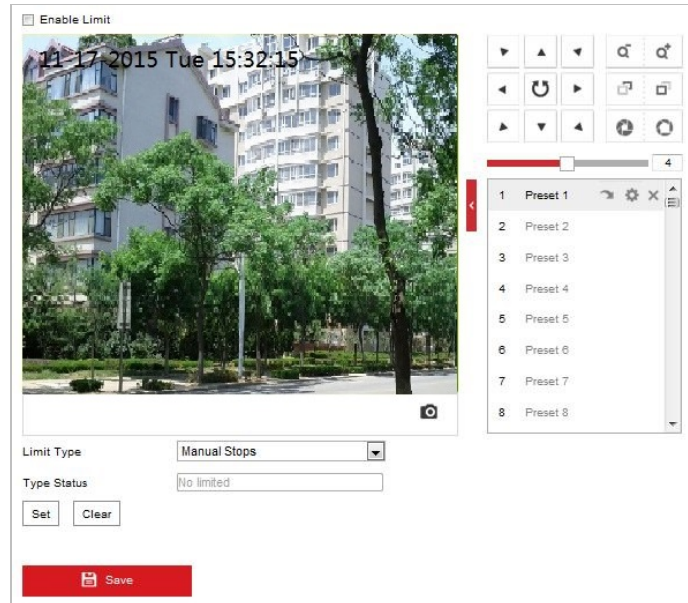 Enable Limit
11-17-2015 Tue 15:32:15
4
1 Preset 1
2 Preset 2
3 Preset 3
4 Preset 4
5 Preset 5
6 Preset 6
7 Preset 7
8 Preset 8
Limit Type Manual Stops
Type Status No limited
Set Clear
Save